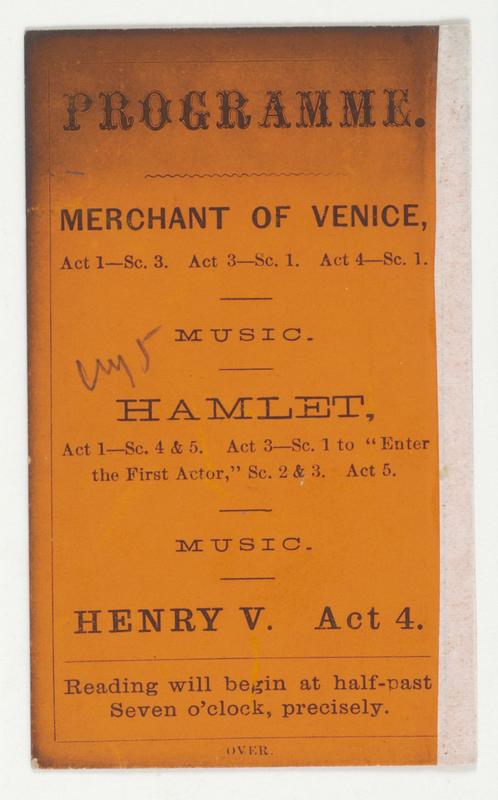 PROGRAMME.
MERCHANT OF VENICE,
Act 1—Sc. 3. Act 3—Sc. 1. Act 4—Sc. 1.
MUSIC.
HAMLET,
Act 1—Sc. 4 & 5. Act 3—Sc. 1 to "Enter
the First Actor," Sc. 2 & 3. Act 5.
MUSIC.
HENRY V. Act 4.
Reading will begin at half-past
Seven o'clock, precisely.
OVER.